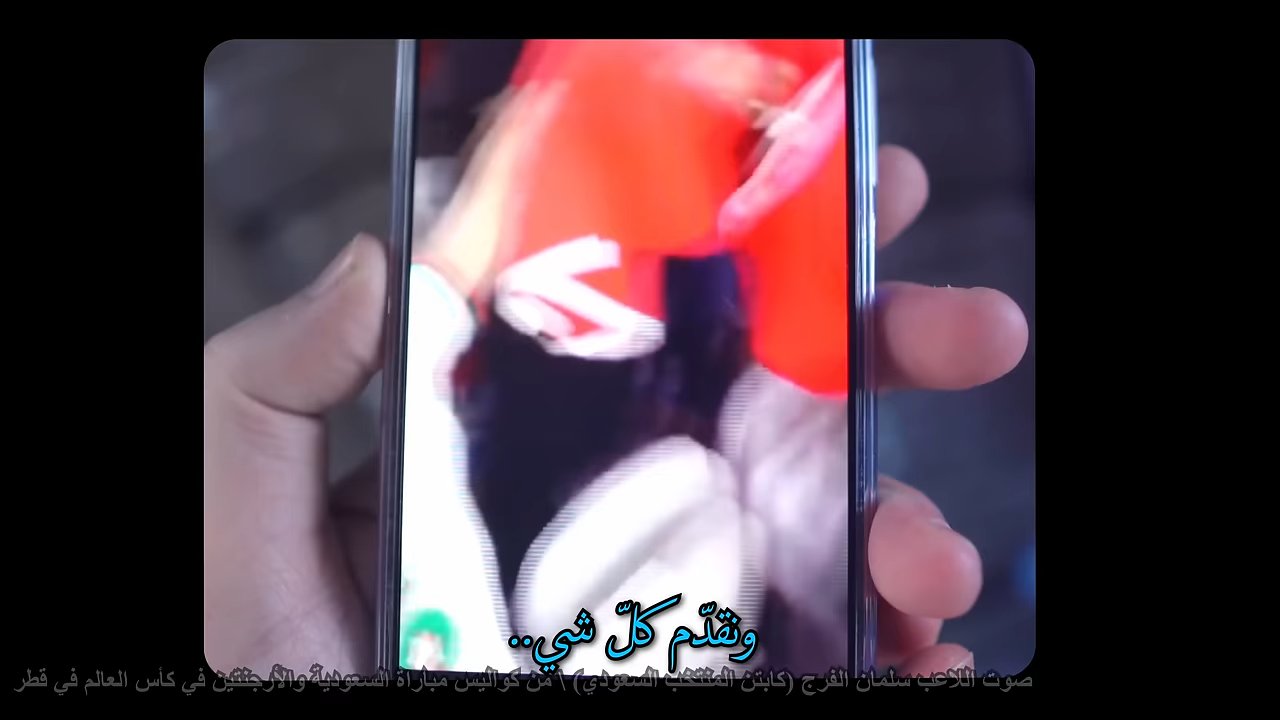 ونقدّم كلّ شي..
صوت اللاعب سلمان الفرج (كابتن المنتخب السعودي) \ من كواليس مباراة السعودية والأرجنتين في كأس العالم في قطر